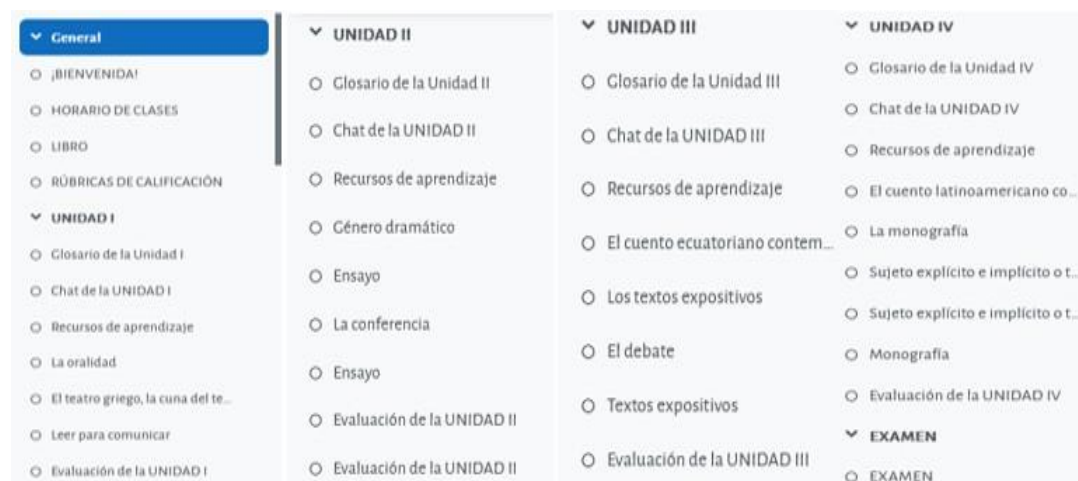 General
¡BIENVENIDA!
HORARIO DE CLASES
LIBRO
RÚBRICAS DE CALIFICACIÓN
UNIDAD I
Glosario de la Unidad I
Chat de la UNIDAD I
Recursos de aprendizaje
La oralidad
El teatro griego, la cuna del te...
Leer para comunicar
Evaluación de la UNIDAD I
UNIDAD II
Glosario de la Unidad II
Chat de la UNIDAD II
Recursos de aprendizaje
Género dramático
Ensayo
La conferencia
Ensayo
Evaluación de la UNIDAD II
Evaluación de la UNIDAD II
UNIDAD III
Glosario de la Unidad III
Chat de la UNIDAD III
Recursos de aprendizaje
El cuento ecuatoriano contem...
Los textos expositivos
El debate
Textos expositivos
Evaluación de la UNIDAD III
UNIDAD IV
Glosario de la Unidad IV
Chat de la UNIDAD IV
Recursos de aprendizaje
El cuento latinoamericano co...
La monografía
Sujeto explícito e implícito o t...
Sujeto explícito e implícito o t...
Monografía
Evaluación de la UNIDAD IV
EXAMEN
EXAMEN